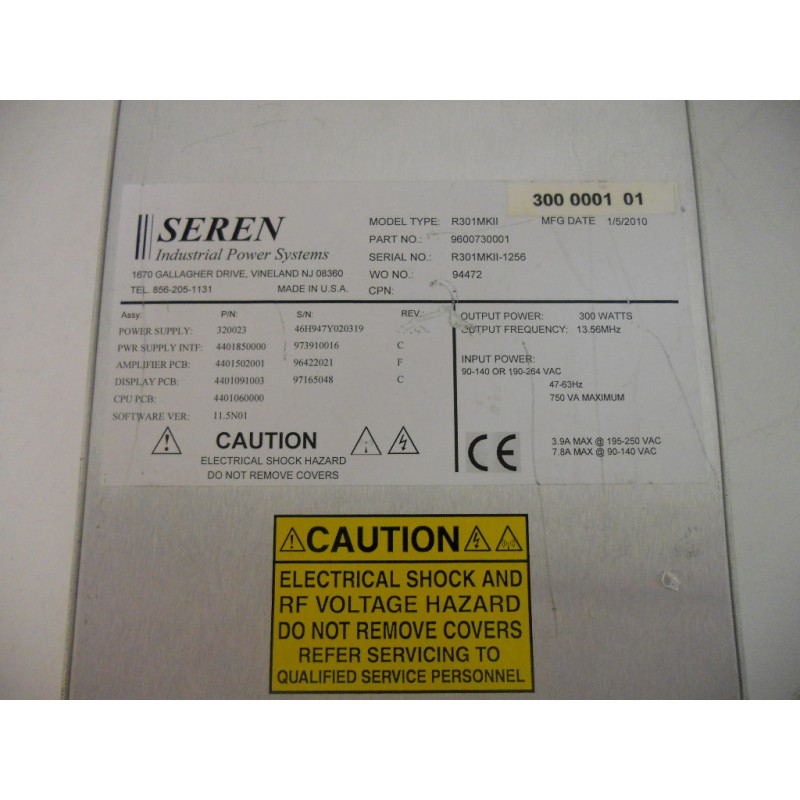 300 0001 01
SEREN
Industrial Power Systems
1670 GALLAGHER DRIVE, VINELAND NJ 08360
TEL. 856-205-1131 MADE IN U.S.A.
MODEL TYPE: R301MKII MFG DATE 1/5/2010
PART NO.: 9600730001
SERIAL NO.: R301MKII-1256
WO NO.: 94472
CPN: -
Assy: P/N: S/N: REV.:
POWER SUPPLY: 320023 46H947Y020319
PWR SUPPLY INTF: 4401850000 973910016 C
AMPLIFIER PCB: 4401502001 96422021 F
DISPLAY PCB: 4401091003 97165048 C
CPU PCB: 4401060000
SOFTWARE VER: 11.5N01
CAUTION
ELECTRICAL SHOCK HAZARD
DO NOT REMOVE COVERS
OUTPUT POWER: 300 WATTS
OUTPUT FREQUENCY: 13.56MHz
INPUT POWER:
90-140 OR 190-264 VAC
47-63Hz
750 VA MAXIMUM
CE
3.9A MAX @ 195-250 VAC
7.8A MAX @ 90-140 VAC
CAUTION
ELECTRICAL SHOCK AND
RF VOLTAGE HAZARD
DO NOT REMOVE COVERS
REFER SERVICING TO
QUALIFIED SERVICE PERSONNEL